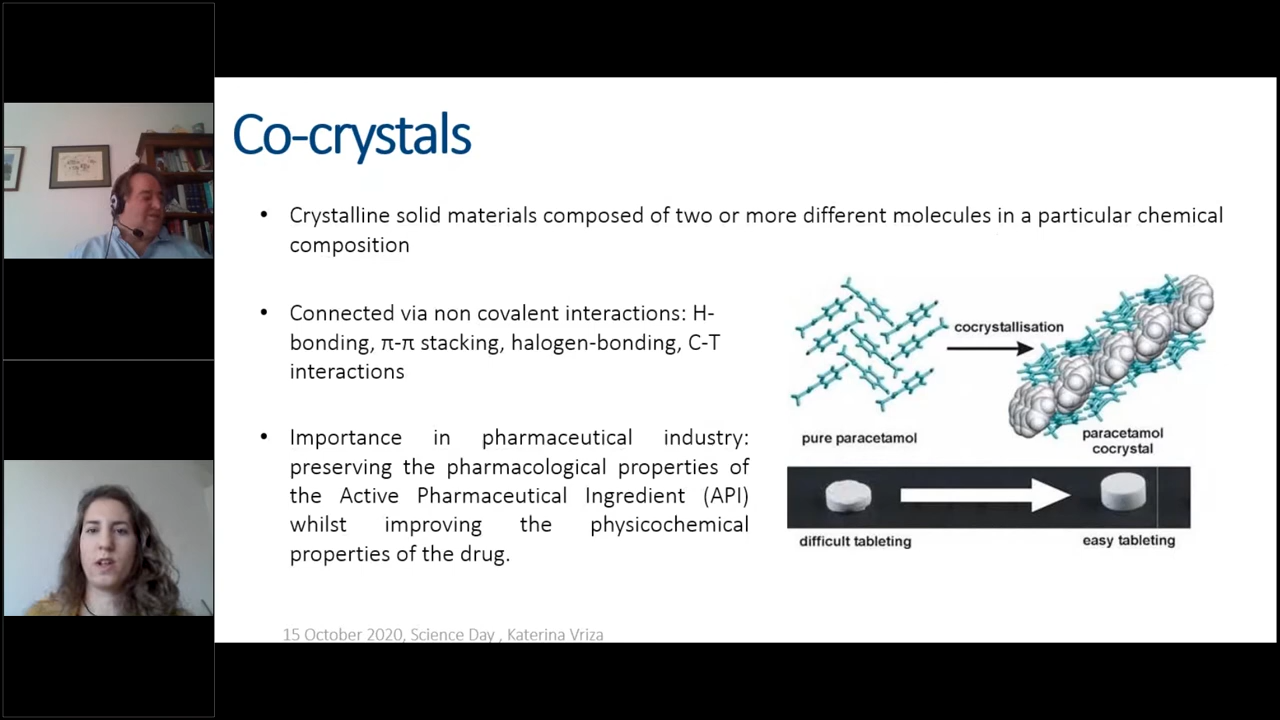 Co-crystals
• Crystalline solid materials composed of two or more different molecules in a particular chemical
composition
• Connected via non covalent interactions: H-
bonding, π-π stacking, halogen-bonding, C-T
interactions
• Importance in pharmaceutical industry:
preserving the pharmacological properties of
the Active Pharmaceutical Ingredient (API)
whilst improving the physicochemical
properties of the drug.
cocrystallisation
pure paracetamol
paracetamol
cocrystal
difficult tableting
easy tableting
15 October 2020, Science Day , Katerina Vriza